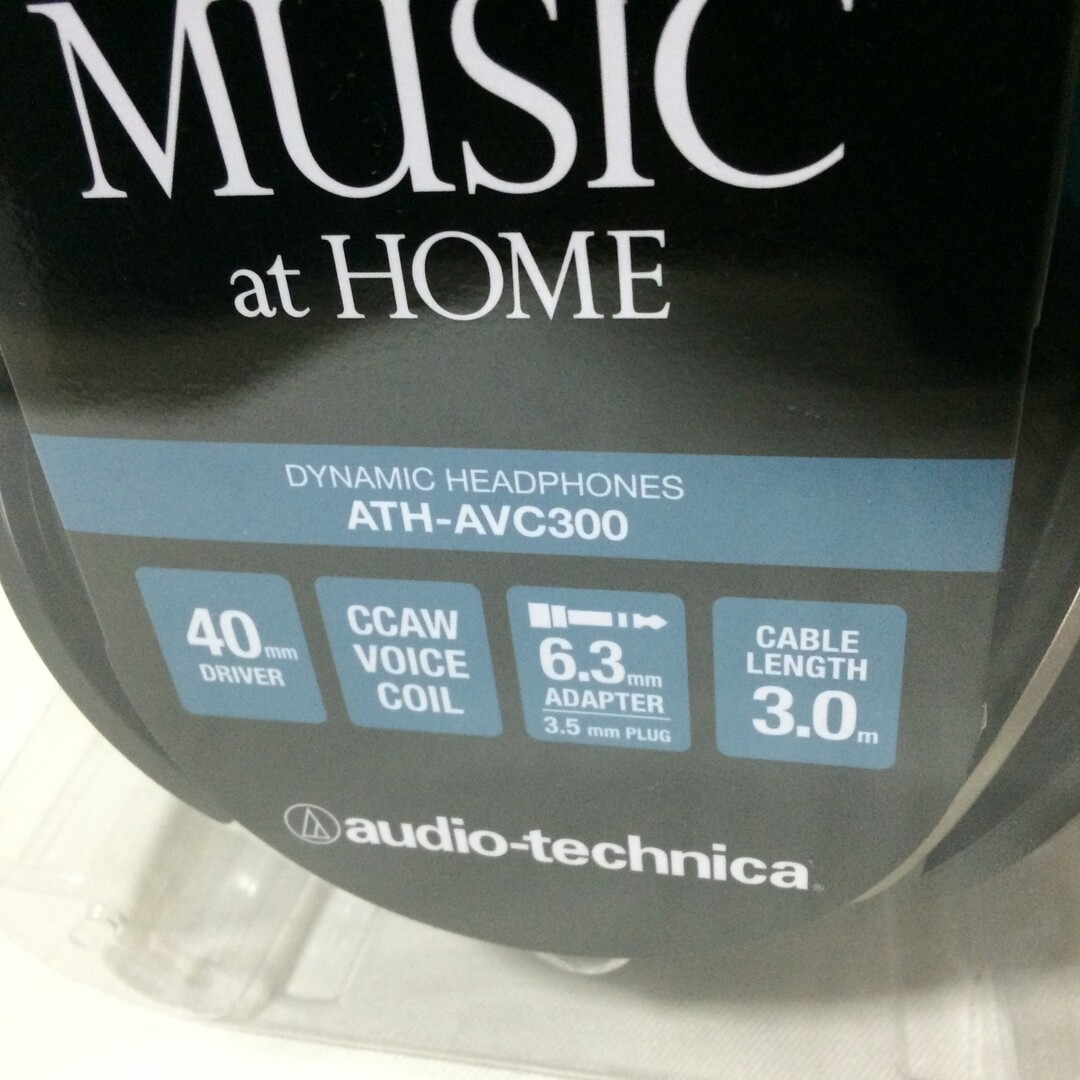 MUSIC
at HOME
DYNAMIC HEADPHONES
ATH-AVC300
40mm
DRIVER
CCAW
VOICE
COIL
6.3mm
ADAPTER
3.5 mm PLUG
CABLE
LENGTH
3.0m
audio-technica